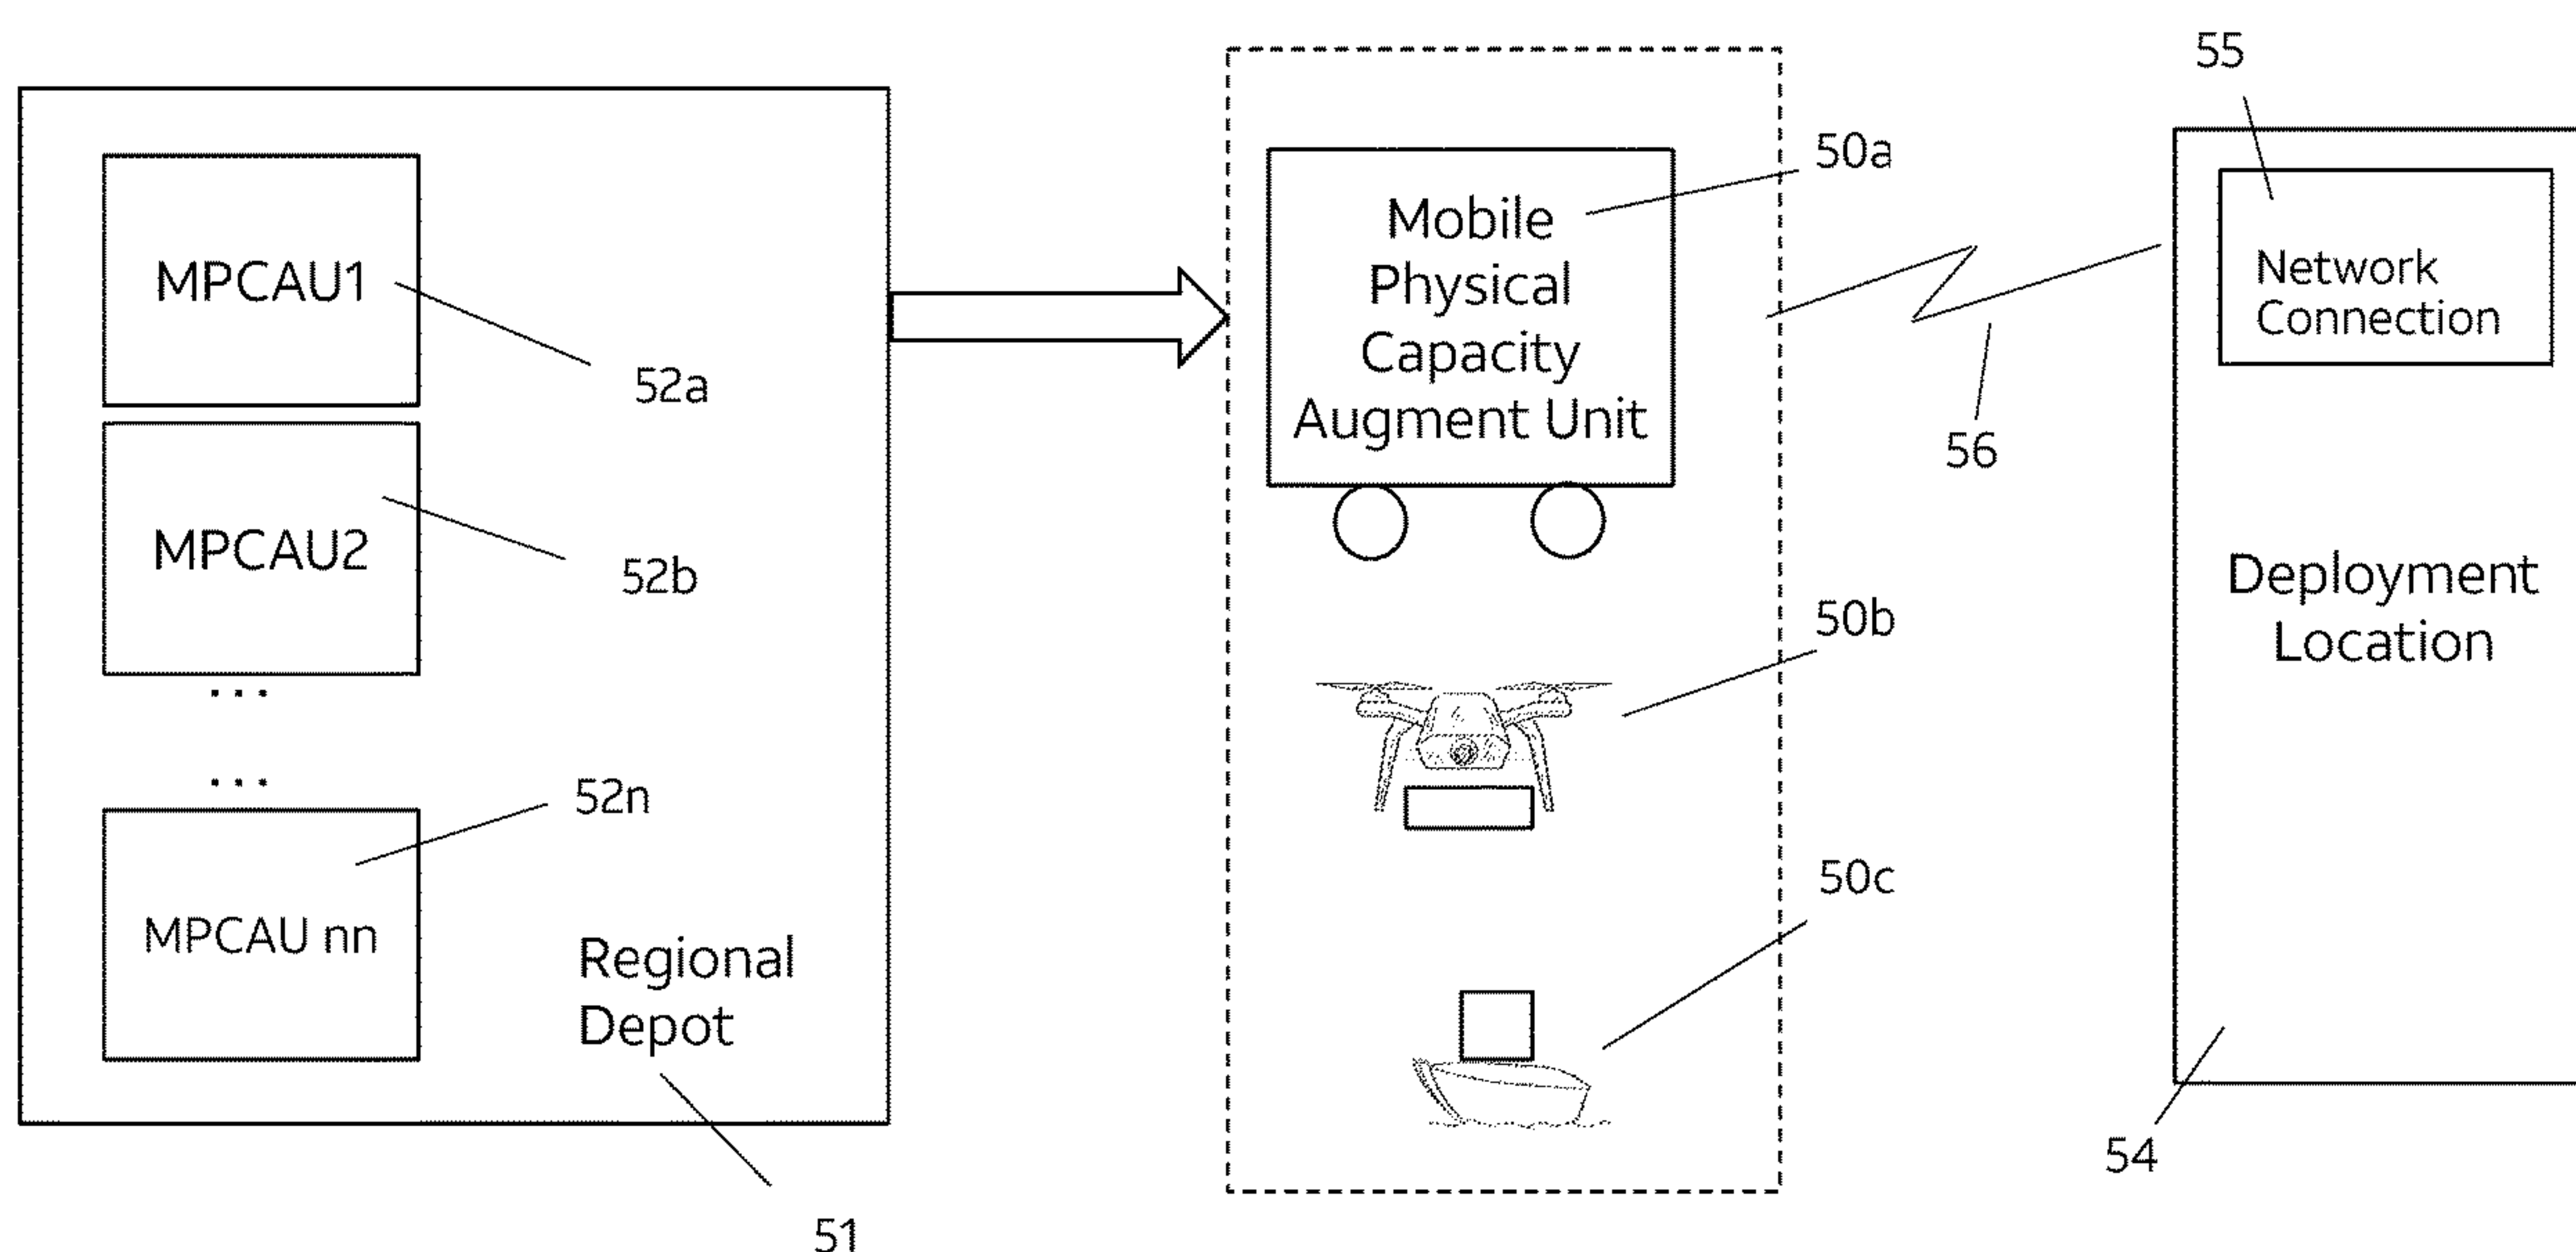 MPCAU1
52a
MPCAU2
52b
...
...
52n
MPCAU nn
Regional
Depot
51
50a
Mobile
Physical
Capacity
Augment Unit
50b
50c
56
55
Network
Connection
Deployment
Location
54